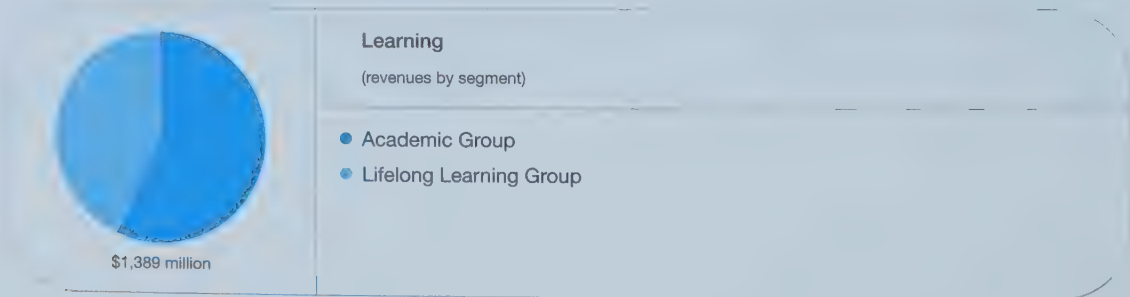 Learning
(revenues by segment)
Academic Group
Lifelong Learning Group
$1,389 million